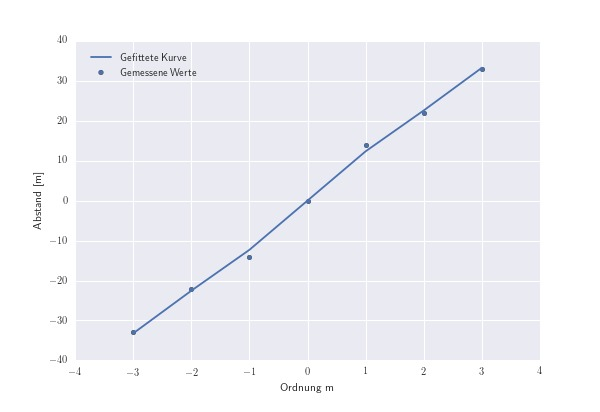 Gefittete Kurve
Gemessene Werte
40
30
20
10
0
−10
−20
−30
−40
Abstand [m]
−4 −3 −2 −1 0 1 2 3 4
Ordnung m